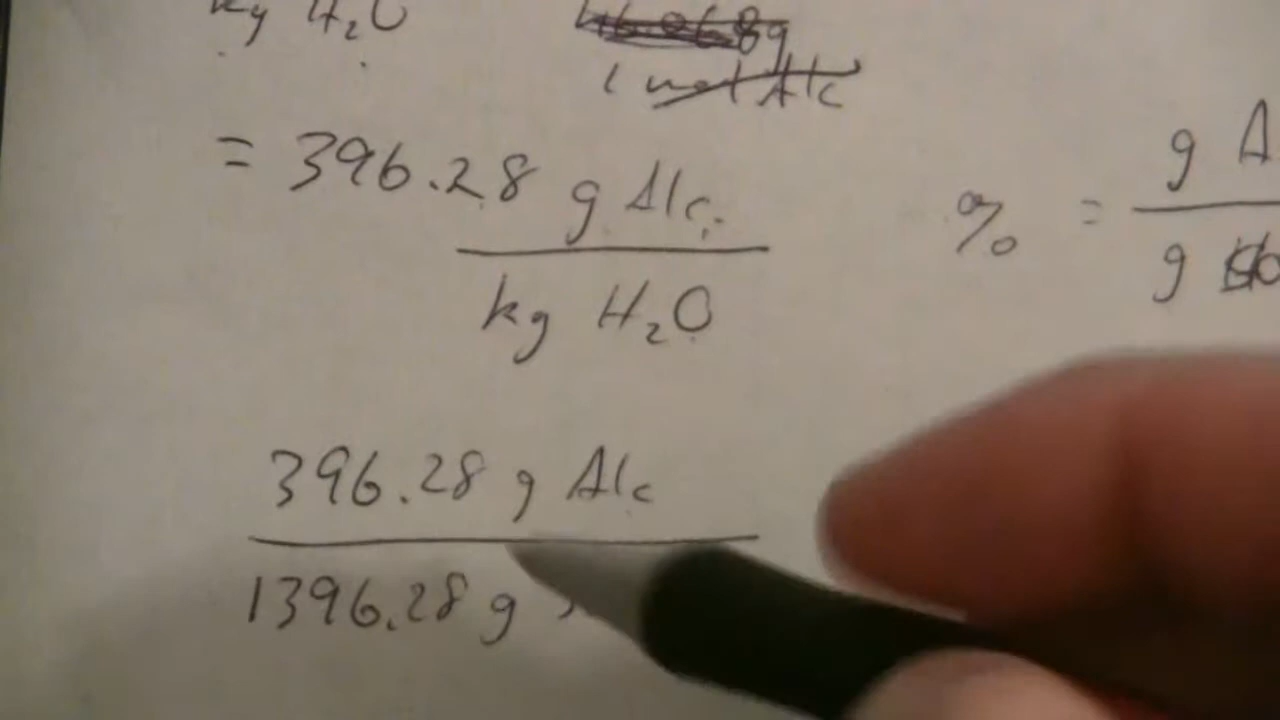 kg H₂O
1 mol Alc
= 396.28 g Alc.
kg H₂O
% = g A
g
396.28 g Alc
1396.28 g